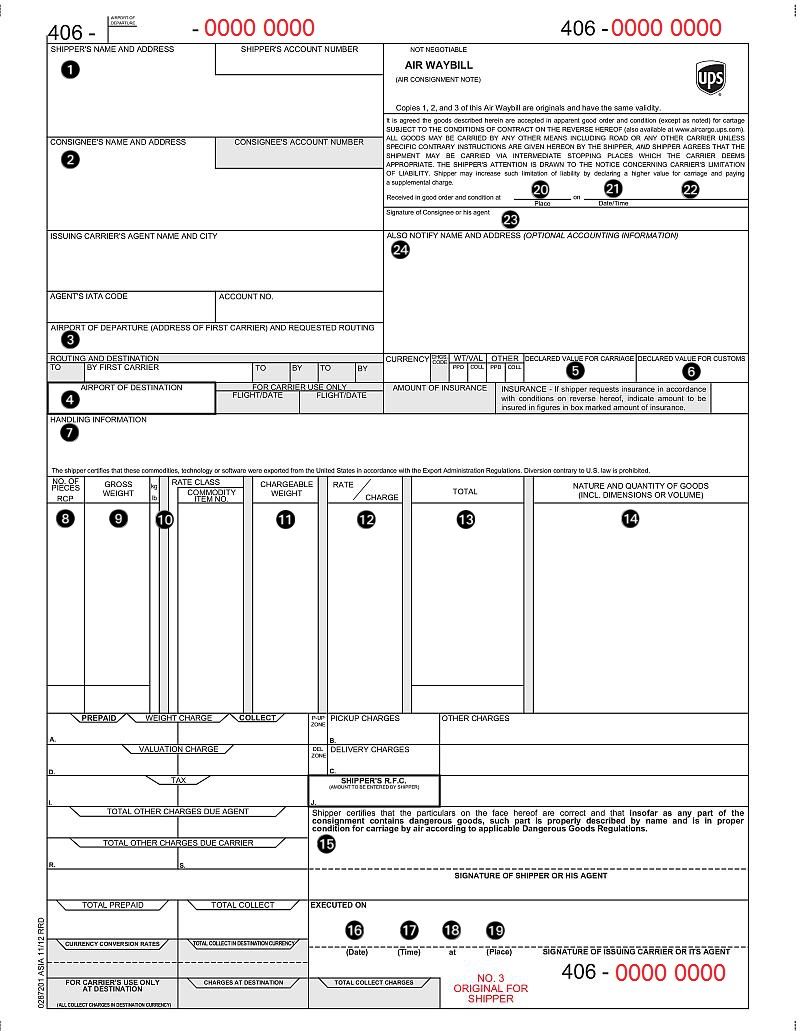 406 - AIRPORT OF DEPARTURE - 0000 0000
406 - 0000 0000
SHIPPER'S NAME AND ADDRESS
1
SHIPPER'S ACCOUNT NUMBER
NOT NEGOTIABLE
AIR WAYBILL
(AIR CONSIGNMENT NOTE)
ups
Copies 1, 2, and 3 of this Air Waybill are originals and have the same validity.
CONSIGNEE'S NAME AND ADDRESS
2
CONSIGNEE'S ACCOUNT NUMBER
It is agreed the goods described herein are accepted in apparent good order and condition (except as noted) for cartage
SUBJECT TO THE CONDITIONS OF CONTRACT ON THE REVERSE HEREOF (also available at www.aircargo.ups.com).
ALL GOODS MAY BE CARRIED BY ANY OTHER MEANS INCLUDING ROAD OR ANY OTHER CARRIER UNLESS
SPECIFIC CONTRARY INSTRUCTIONS ARE GIVEN HEREON BY THE SHIPPER, AND SHIPPER AGREES THAT THE
SHIPMENT MAY BE CARRIED VIA INTERMEDIATE STOPPING PLACES WHICH THE CARRIER DEEMS
APPROPRIATE. THE SHIPPER'S ATTENTION IS DRAWN TO THE NOTICE CONCERNING CARRIER'S LIMITATION
OF LIABILITY. Shipper may increase such limitation of liability by declaring a higher value for carriage and paying
a supplemental charge.
20 21 22
Received in good order and condition at on
Place Date/Time
Signature of Consignee or his agent
23
ISSUING CARRIER'S AGENT NAME AND CITY
ALSO NOTIFY NAME AND ADDRESS (OPTIONAL ACCOUNTING INFORMATION)
24
AGENT'S IATA CODE
ACCOUNT NO.
AIRPORT OF DEPARTURE (ADDRESS OF FIRST CARRIER) AND REQUESTED ROUTING
3
ROUTING AND DESTINATION
TO BY FIRST CARRIER TO BY TO BY
CURRENCY
CHGS CODE
WT/VAL
PPD COLL
OTHER
PPD COLL
DECLARED VALUE FOR CARRIAGE
5
DECLARED VALUE FOR CUSTOMS
6
AIRPORT OF DESTINATION
4
FOR CARRIER USE ONLY
FLIGHT/DATE FLIGHT/DATE
AMOUNT OF INSURANCE
INSURANCE - If shipper requests insurance in accordance
with conditions on reverse hereof, indicate amount to be
insured in figures in box marked amount of insurance.
HANDLING INFORMATION
7
The shipper certifies that these commodities, technology or software were exported from the United States in accordance with the Export Administration Regulations. Diversion contrary to U.S. law is prohibited.
NO. OF
PIECES
RCP
GROSS
WEIGHT
kg
lb
RATE CLASS
COMMODITY
ITEM NO.
CHARGEABLE
WEIGHT
RATE
CHARGE
TOTAL
NATURE AND QUANTITY OF GOODS
(INCL. DIMENSIONS OR VOLUME)
8 9 10 11 12 13 14
PREPAID WEIGHT CHARGE COLLECT
A.
P-UP
ZONE
PICKUP CHARGES
B.
OTHER CHARGES
VALUATION CHARGE
D.
DEL
ZONE
DELIVERY CHARGES
C.
TAX
I.
SHIPPER'S R.F.C.
(AMOUNT TO BE ENTERED BY SHIPPER)
J.
TOTAL OTHER CHARGES DUE AGENT
Shipper certifies that the particulars on the face hereof are correct and that Insofar as any part of the
consignment contains dangerous goods, such part is properly described by name and is in proper
condition for carriage by air according to applicable Dangerous Goods Regulations.
15
TOTAL OTHER CHARGES DUE CARRIER
R. S.
SIGNATURE OF SHIPPER OR HIS AGENT
TOTAL PREPAID
TOTAL COLLECT
EXECUTED ON
16 17 18 19
(Date) (Time) at (Place)
SIGNATURE OF ISSUING CARRIER OR ITS AGENT
CURRENCY CONVERSION RATES
TOTAL COLLECT IN DESTINATION CURRENCY
406 - 0000 0000
FOR CARRIER'S USE ONLY
AT DESTINATION
(ALL COLLECT CHARGES IN DESTINATION CURRENCY)
CHARGES AT DESTINATION
TOTAL COLLECT CHARGES
NO. 3
ORIGINAL FOR
SHIPPER
0287201 ASIA 11/12 RRD